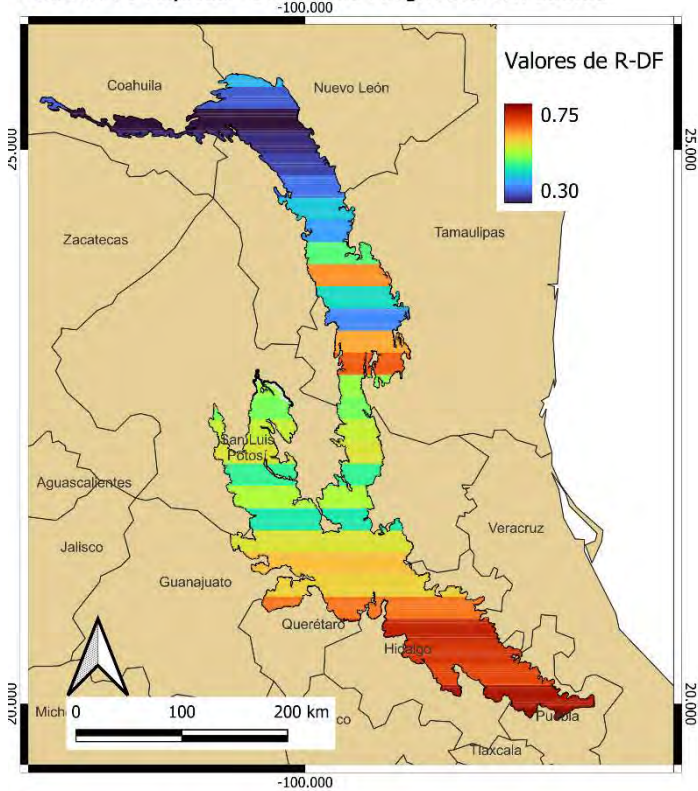 -100.000
Coahuila
Nuevo León
Valores de R-DF
0.75
0.30
25.000
25.000
Zacatecas
Tamaulipas
San Luis
Potosí
Aguascalientes
Veracruz
Jalisco
Guanajuato
Querétaro
Hidalgo
20.000
20.000
Mich
0 100 200 km
co
Puebla
Tlaxcala
-100.000